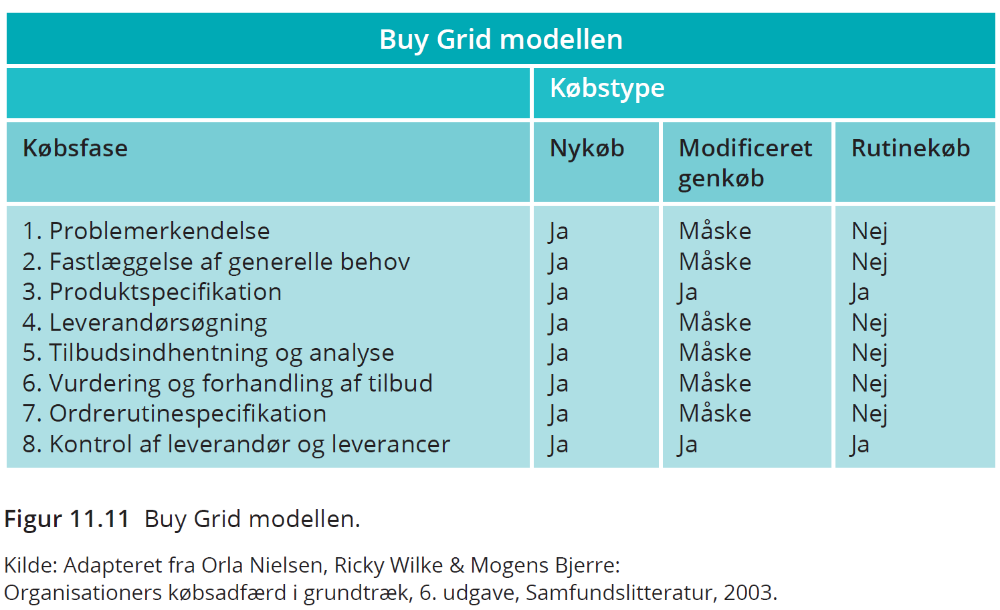 Buy Grid modellen
Købstype
Købsfase Nykøb Modificeret genkøb Rutinekøb
1. Problemerkendelse Ja Måske Nej
2. Fastlæggelse af generelle behov Ja Måske Nej
3. Produktspecifikation Ja Ja Ja
4. Leverandørsøgning Ja Måske Nej
5. Tilbudsindhentning og analyse Ja Måske Nej
6. Vurdering og forhandling af tilbud Ja Måske Nej
7. Ordrerutinespecifikation Ja Måske Nej
8. Kontrol af leverandør og leverancer Ja Ja Ja
Figur 11.11 Buy Grid modellen.
Kilde: Adapteret fra Orla Nielsen, Ricky Wilke & Mogens Bjerre:
Organisationers købsadfærd i grundtræk, 6. udgave, Samfundslitteratur, 2003.